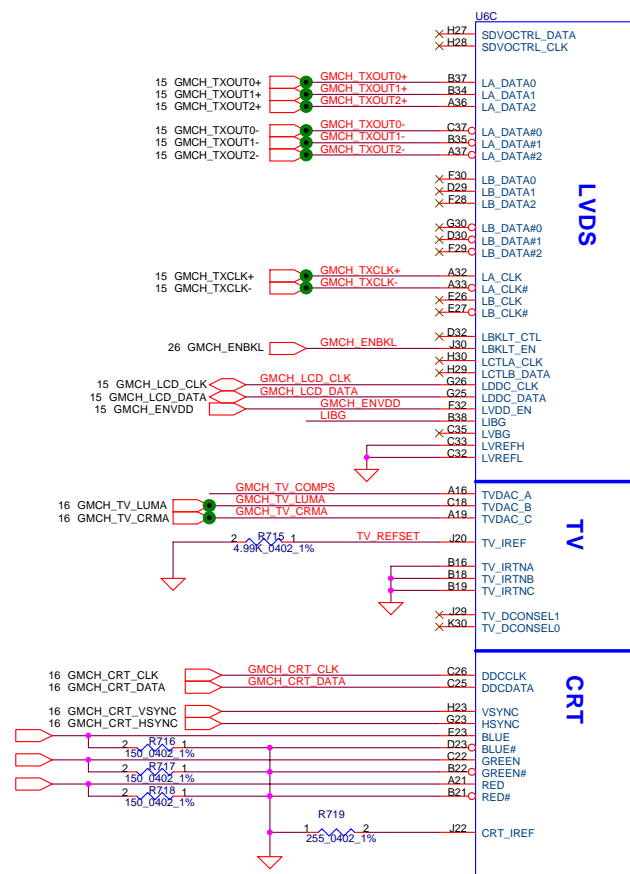 U6C
H27 SDVOCTRL_DATA
H28 SDVOCTRL_CLK
15 GMCH_TXOUT0+ GMCH_TXOUT0+ B37 LA_DATA0
15 GMCH_TXOUT1+ GMCH_TXOUT1+ B34 LA_DATA1
15 GMCH_TXOUT2+ GMCH_TXOUT2+ A36 LA_DATA2
15 GMCH_TXOUT0- GMCH_TXOUT0- C37 LA_DATA#0
15 GMCH_TXOUT1- GMCH_TXOUT1- B35 LA_DATA#1
15 GMCH_TXOUT2- GMCH_TXOUT2- A37 LA_DATA#2
F30 LB_DATA0
D29 LB_DATA1
F28 LB_DATA2
LVDS
G30 LB_DATA#0
D30 LB_DATA#1
F29 LB_DATA#2
15 GMCH_TXCLK+ GMCH_TXCLK+ A32 LA_CLK
15 GMCH_TXCLK- GMCH_TXCLK- A33 LA_CLK#
E26 LB_CLK
E27 LB_CLK#
D32 LBKLT_CTL
26 GMCH_ENBKL GMCH_ENBKL J30 LBKLT_EN
H30 LCTLA_CLK
H29 LCTLB_DATA
15 GMCH_LCD_CLK GMCH_LCD_CLK G26 LDDC_CLK
15 GMCH_LCD_DATA GMCH_LCD_DATA G25 LDDC_DATA
15 GMCH_ENVDD GMCH_ENVDD F32 LVDD_EN
LIBG B38 LIBG
C35 LVBG
C33 LVREFH
C32 LVREFL
GMCH_TV_COMPS A16 TVDAC_A
16 GMCH_TV_LUMA GMCH_TV_LUMA C18 TVDAC_B
16 GMCH_TV_CRMA GMCH_TV_CRMA A19 TVDAC_C
TV
2 R715 1 TV_REFSET J20 TV_IREF
4.99K_0402_1%
B16 TV_IRTNA
B18 TV_IRTNB
B19 TV_IRTNC
J29 TV_DCONSEL1
K30 TV_DCONSEL0
CRT
16 GMCH_CRT_CLK GMCH_CRT_CLK C26 DDCCLK
16 GMCH_CRT_DATA GMCH_CRT_DATA C25 DDCDATA
16 GMCH_CRT_VSYNC H23 VSYNC
16 GMCH_CRT_HSYNC G23 HSYNC
E23 BLUE
2 R716 1 D23 BLUE#
150_0402_1%
C22 GREEN
2 R717 1 B22 GREEN#
150_0402_1%
A21 RED
2 R718 1 B21 RED#
150_0402_1%
R719
1 2 J22 CRT_IREF
255_0402_1%